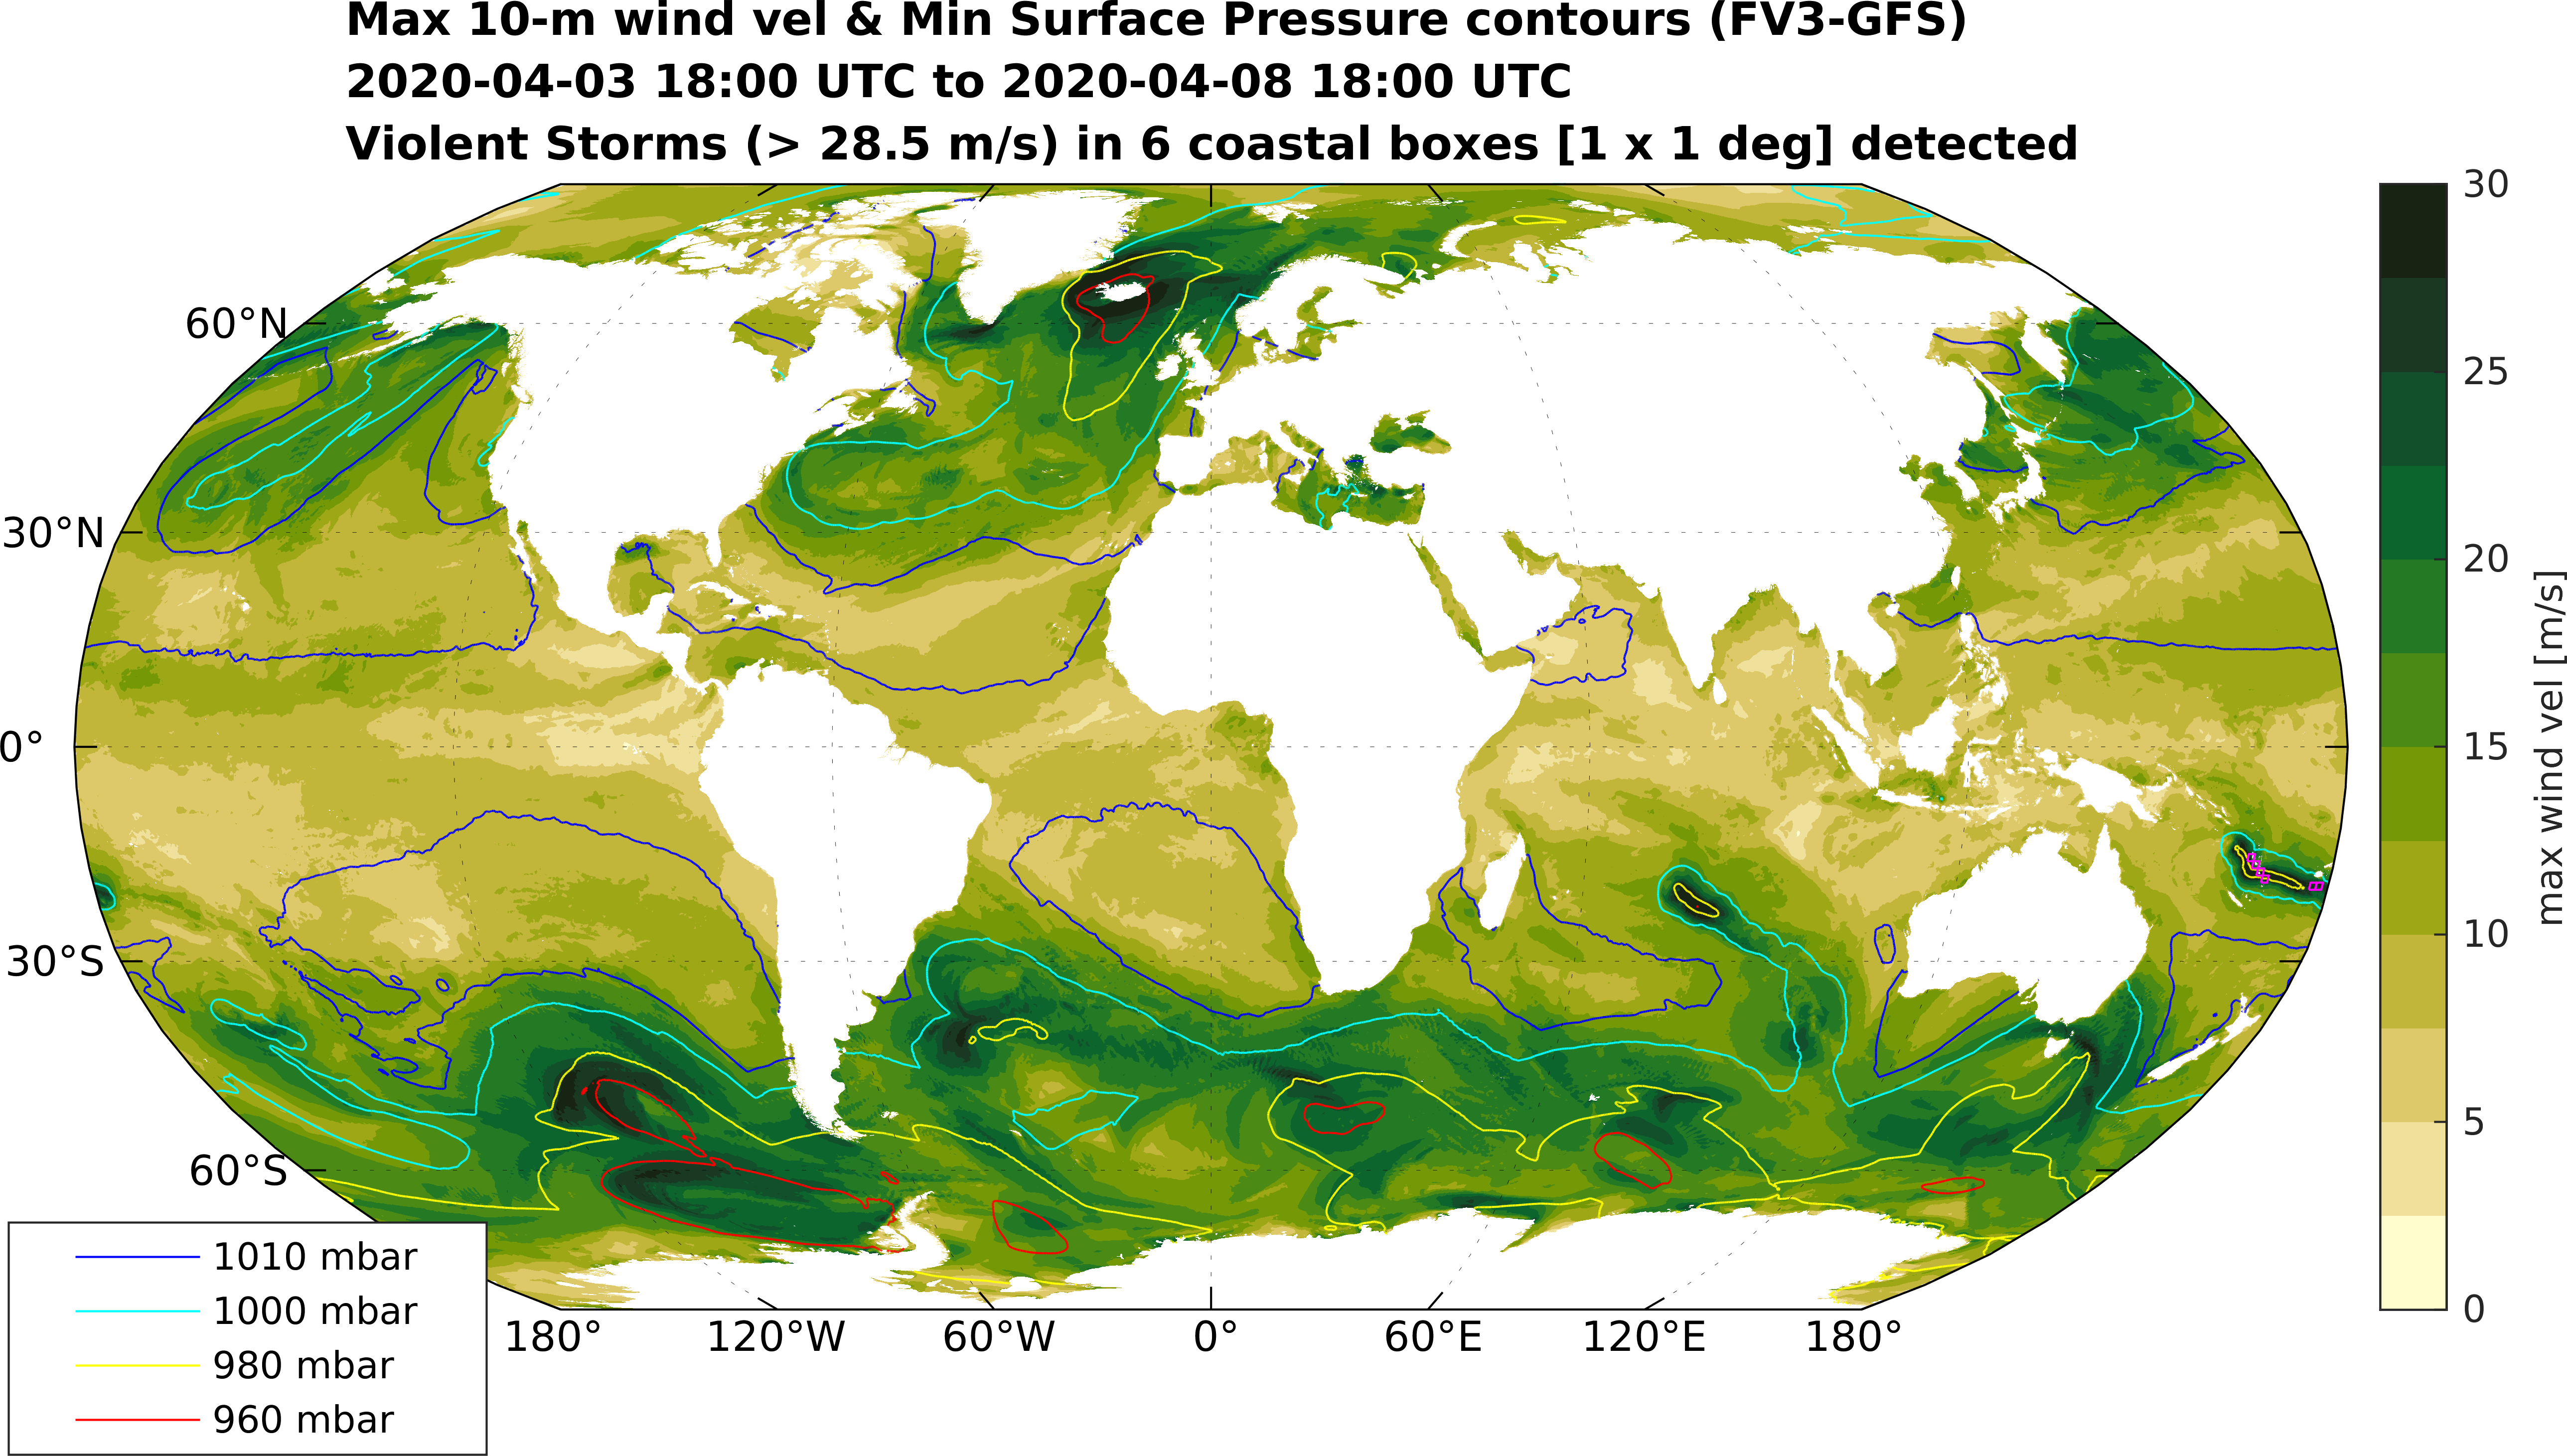 Max 10-m wind vel & Min Surface Pressure contours (FV3-GFS)
2020-04-03 18:00 UTC to 2020-04-08 18:00 UTC
Violent Storms (> 28.5 m/s) in 6 coastal boxes [1 x 1 deg] detected
60°N
30°N
0°
30°S
60°S
180°
120°W
60°W
0°
60°E
120°E
180°
1010 mbar
1000 mbar
980 mbar
960 mbar
30
25
20
15
10
5
0
max wind vel [m/s]